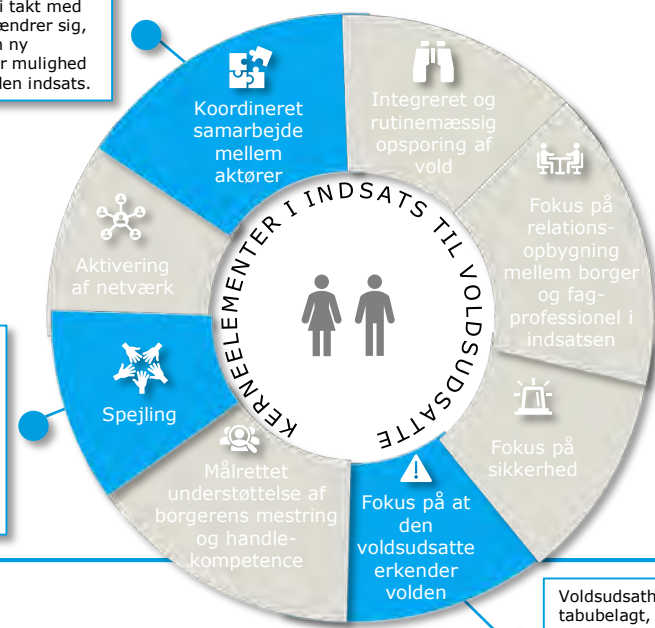 i takt med
ændrer sig,
ny
r mulighed
den indsats.
Koordineret
samarbejde
mellem
aktører
Integreret og
rutinemæssig
opsporing af
vold
Fokus på
relations-
opbygning
mellem borger
og fag-
professionel i
indsatsen
Fokus på
sikkerhed
Fokus på at
den
voldsudsatte
erkender
volden
Målrettet
understøttelse af
borgerens mestring
og handle-
kompetence
Spejling
Aktivering
af netværk
KERNEELEMENTER I INDSATS TIL VOLDSUDSATTE
Voldsudsath
tabubelagt,